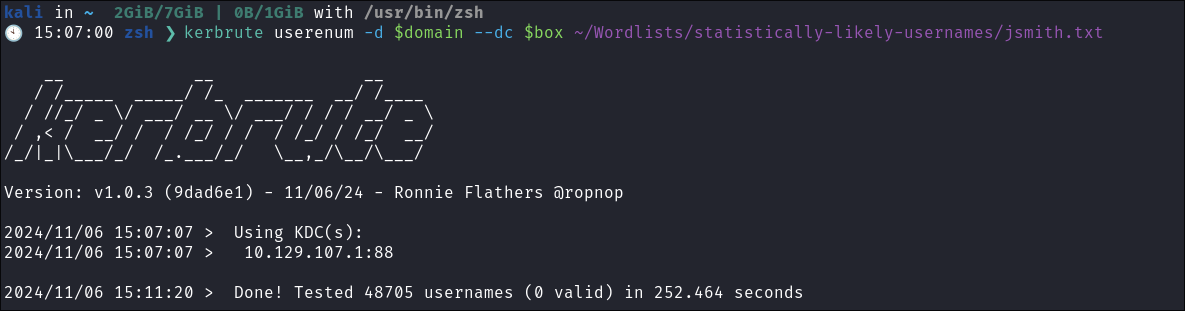 kali in ~  2GiB/7GiB | 0B/1GiB with /usr/bin/zsh
🕙 15:07:00 zsh ❯ kerbrute userenum -d $domain --dc $box ~/Wordlists/statistically-likely-usernames/jsmith.txt

    __             __               __
   / /_____  _____/ /_  _______  __/ /____
  / //_/ _ \/ ___/ __ \/ ___/ / / / __/ _ \
 / ,< /  __/ /  / /_/ / /  / /_/ / /_/  __/
/_/|_|\___/_/  /_.___/_/   \__,_/\__/\___/

Version: v1.0.3 (9dad6e1) - 11/06/24 - Ronnie Flathers @ropnop

2024/11/06 15:07:07 >  Using KDC(s):
2024/11/06 15:07:07 >   10.129.107.1:88

2024/11/06 15:11:20 >  Done! Tested 48705 usernames (0 valid) in 252.464 seconds